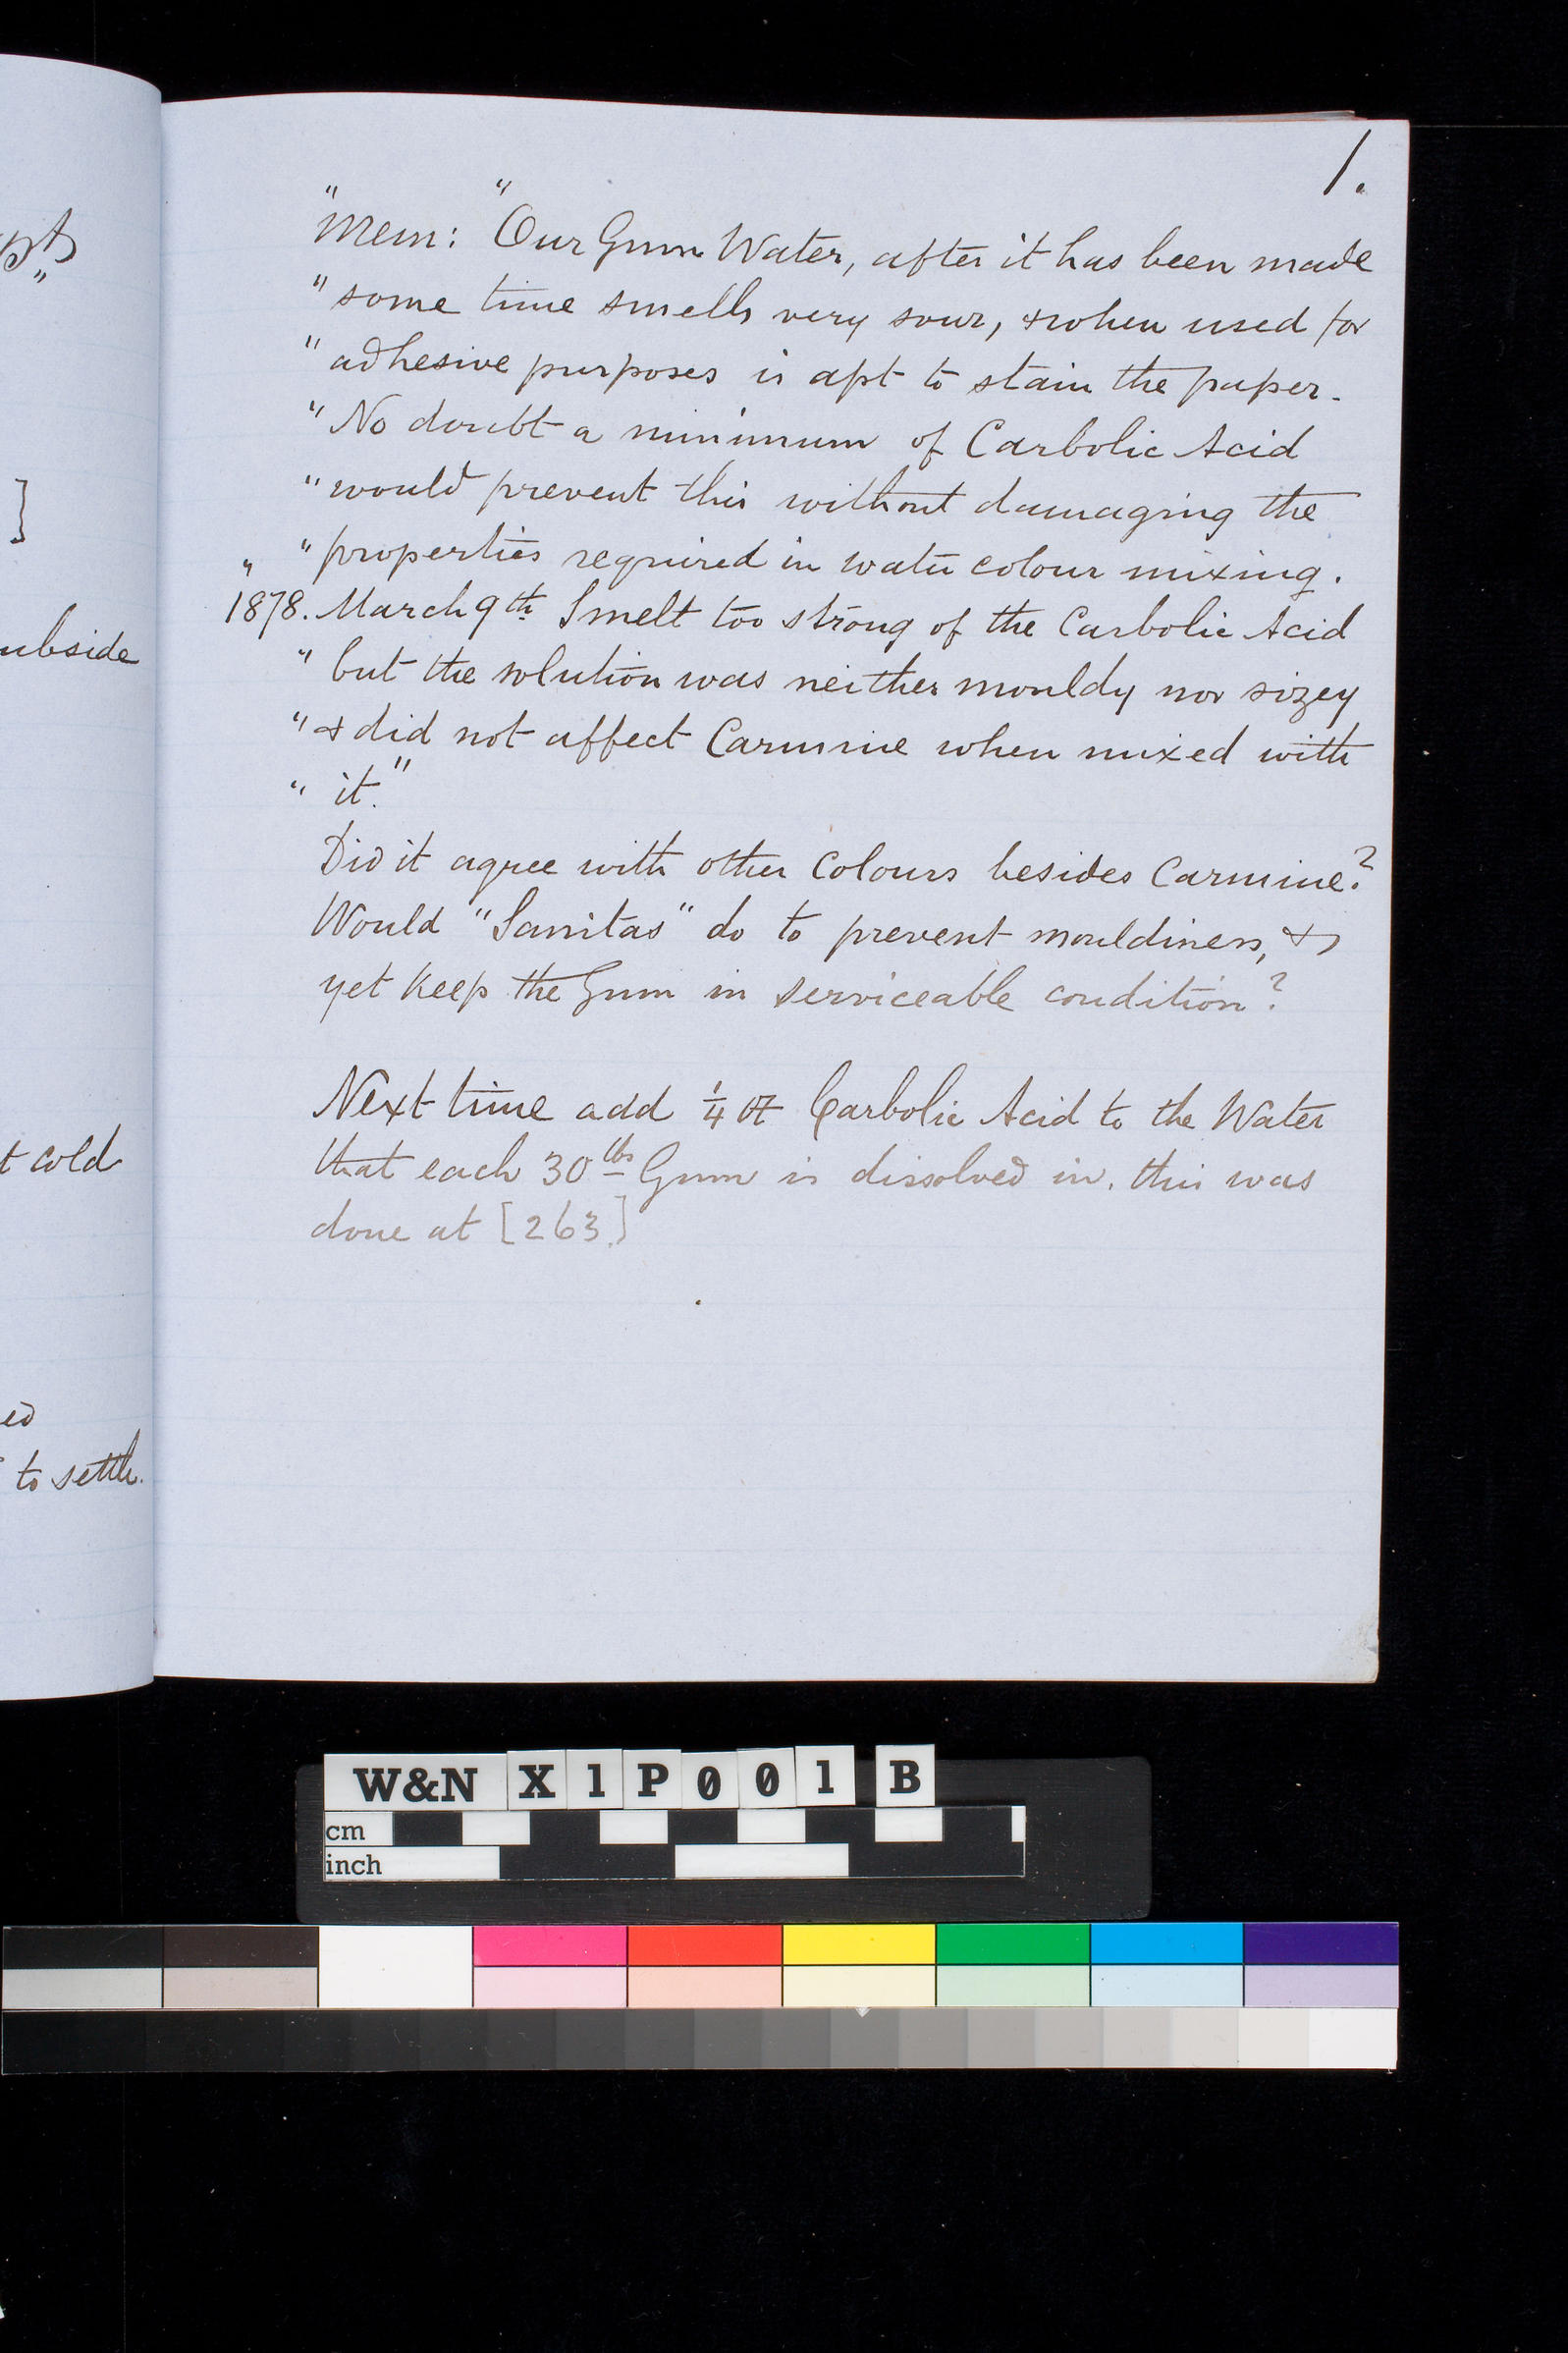 1.
"Mem: "Our Gum Water, after it has been made
"some time smells very sour, & when used for
"adhesive purposes is apt to stain the paper.
"No doubt a minimum of Carbolic Acid
"would prevent this without damaging the
"properties required in water colour mixing.
"1878. March 9th Smelt too strong of the Carbolic Acid
"but the solution was neither mouldy nor sizey
"& did not affect Carmine when mixed with
"it."
Did it agree with other Colours besides Carmine?
Would "Sanitas" do to prevent mouldiness, &
yet keep the Gum in serviceable condition?
Next time add 1/4 oz Carbolic Acid to the Water
that each 30 lbs Gum is dissolved in. this was
done at [263]
]
ubside
t cold
ed
to settle.
W&N X1P001 B
cm
inch